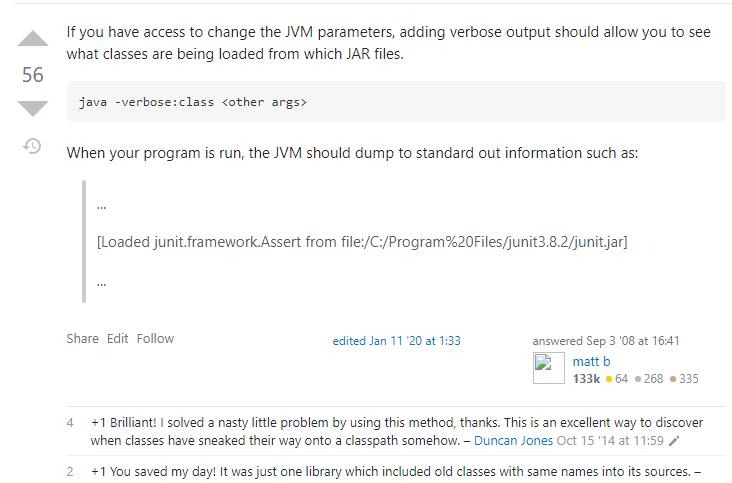 If you have access to change the JVM parameters, adding verbose output should allow you to see
what classes are being loaded from which JAR files.
56
java -verbose:class <other args>
When your program is run, the JVM should dump to standard out information such as:
...
[Loaded junit.framework.Assert from file:/C:/Program%20Files/junit3.8.2/junit.jar]
...
Share Edit Follow
edited Jan 11 '20 at 1:33
answered Sep 3 '08 at 16:41
matt b
133k 64 268 335
4 +1 Brilliant! I solved a nasty little problem by using this method, thanks. This is an excellent way to discover
when classes have sneaked their way onto a classpath somehow. – Duncan Jones Oct 15 '14 at 11:59
2 +1 You saved my day! It was just one library which included old classes with same names into its sources. –